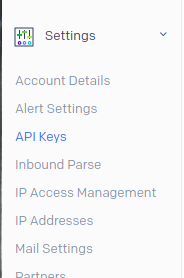 Settings
Account Details
Alert Settings
API Keys
Inbound Parse
IP Access Management
IP Addresses
Mail Settings
Partners